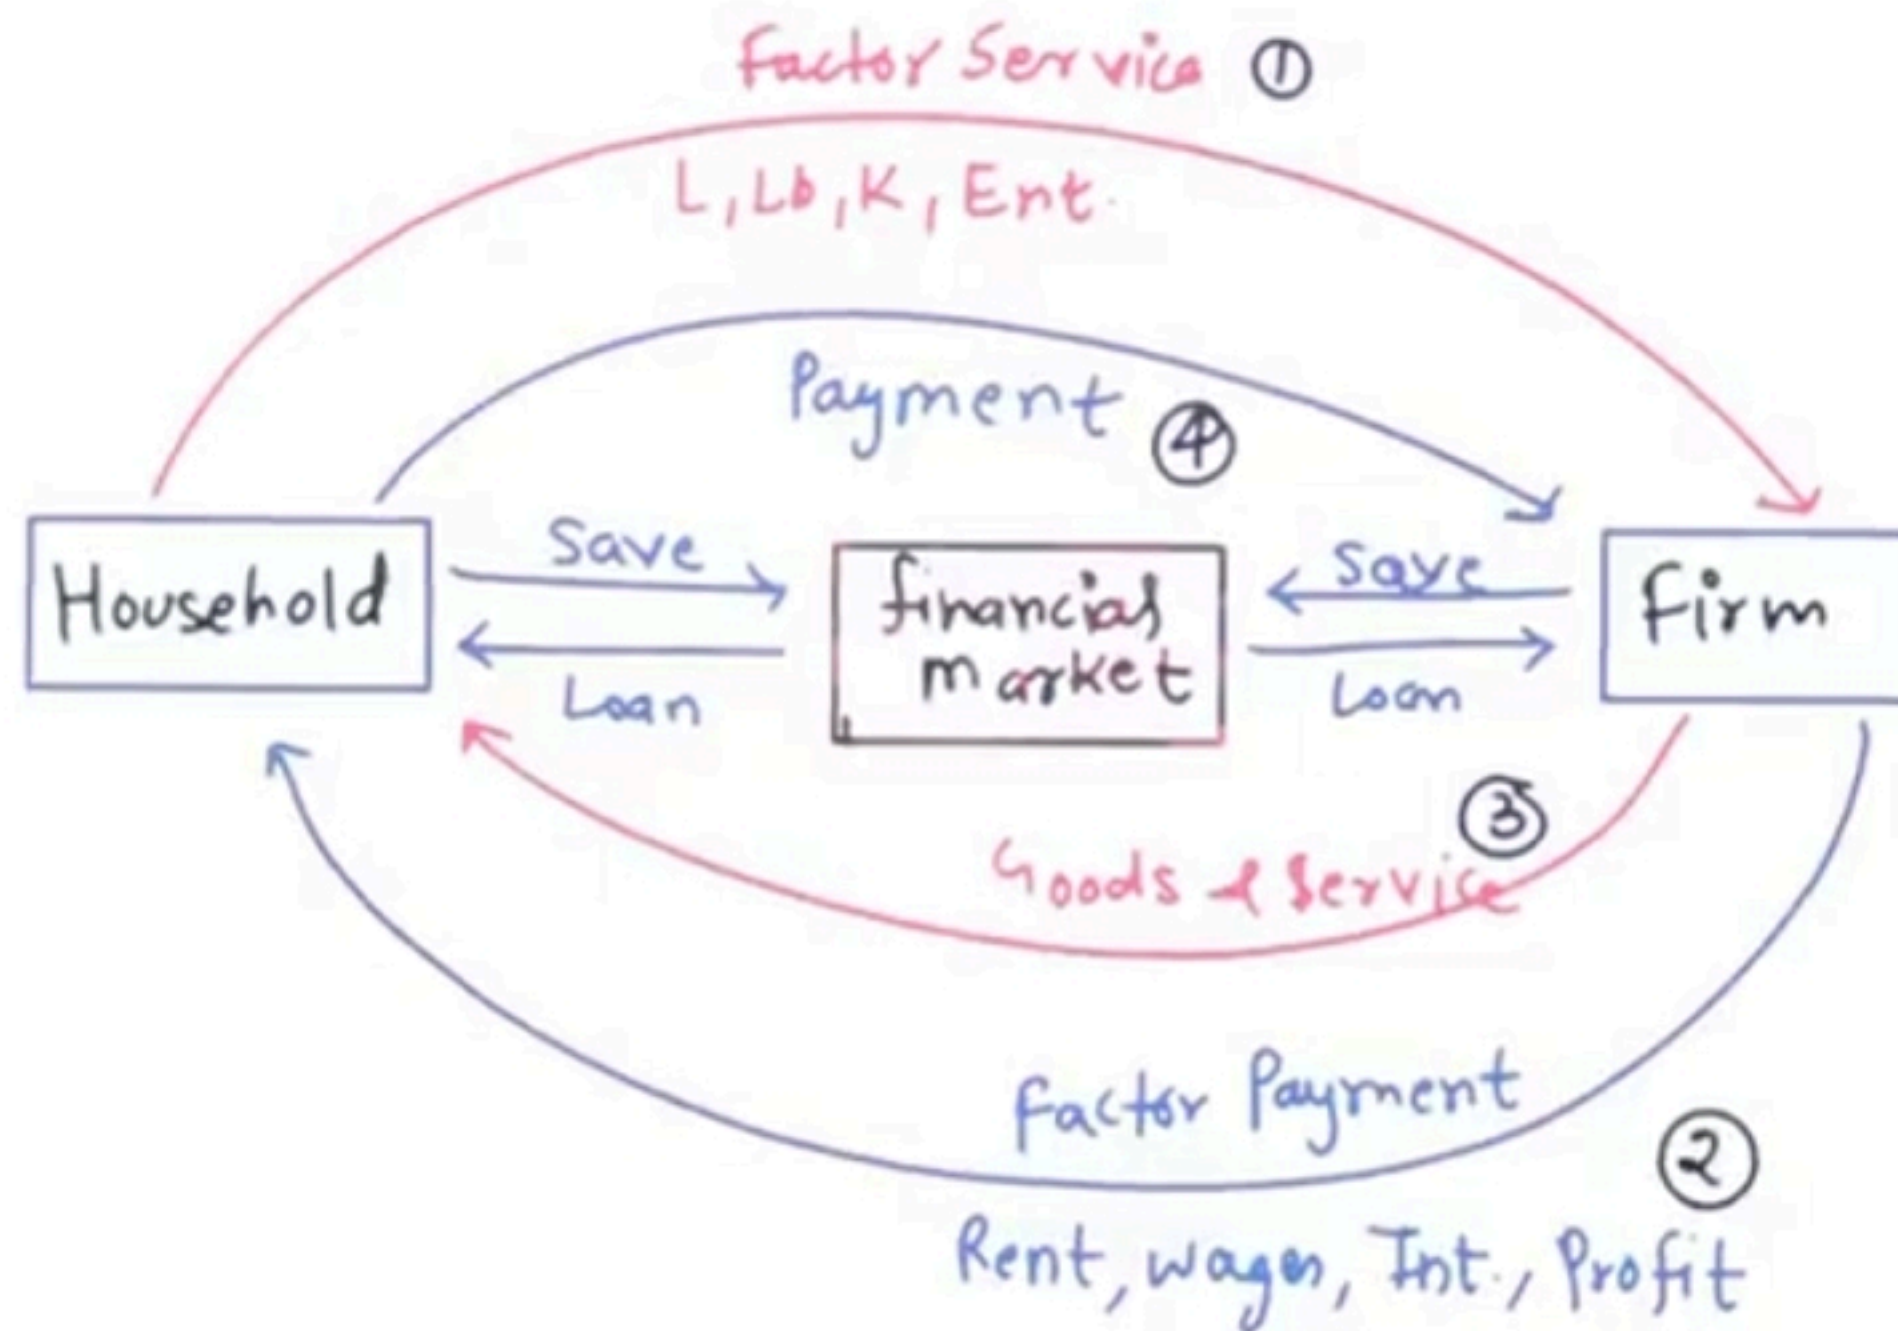 Factor Service ①
L, Lb, K, Ent.
Payment ④
Save
Save
Household
financial
market
Firm
Loan
Loan
③
Goods & Service
Factor Payment
②
Rent, wages, Int., Profit